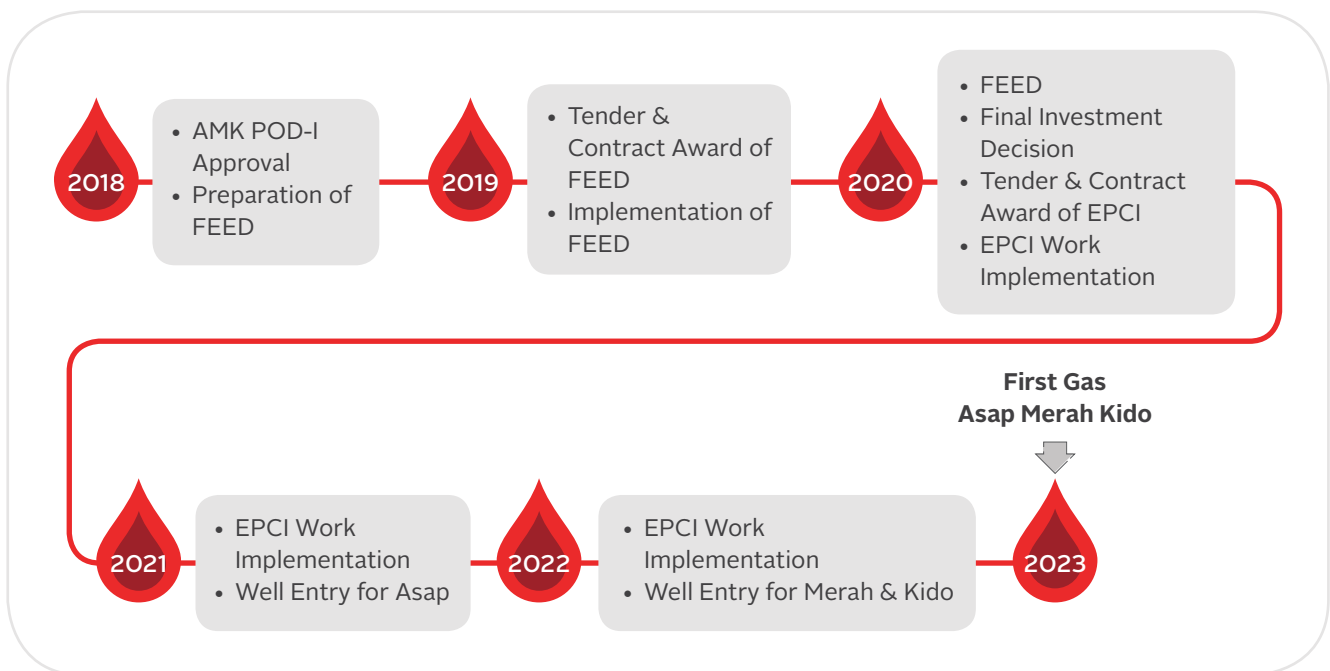 2018
• AMK POD-I
Approval
• Preparation of
FEED
2019
• Tender &
Contract Award of
FEED
• Implementation of
FEED
2020
• FEED
• Final Investment
Decision
• Tender & Contract
Award of EPCI
• EPCI Work
Implementation
2021
• EPCI Work
Implementation
• Well Entry for Asap
2022
• EPCI Work
Implementation
• Well Entry for Merah & Kido
First Gas
Asap Merah Kido
2023